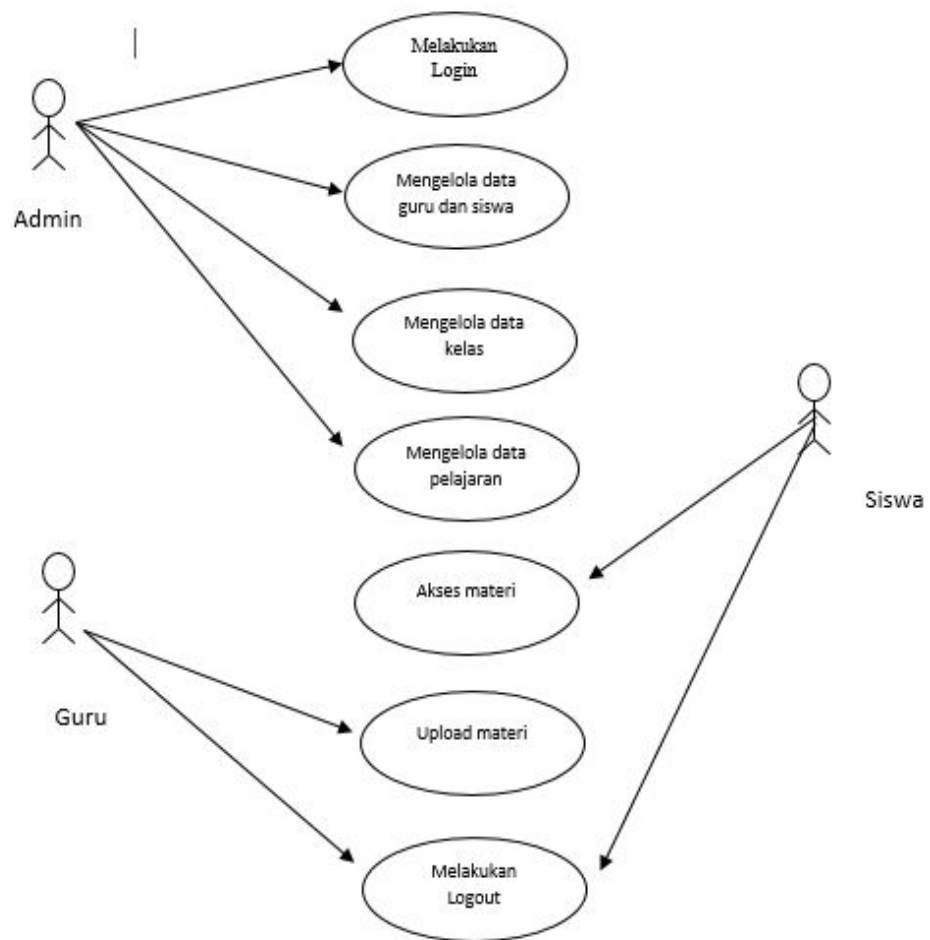 Melakukan
Login
Admin
Mengelola data
guru dan siswa
Mengelola data
kelas
Mengelola data
pelajaran
Siswa
Akses materi
Guru
Upload materi
Melakukan
Logout